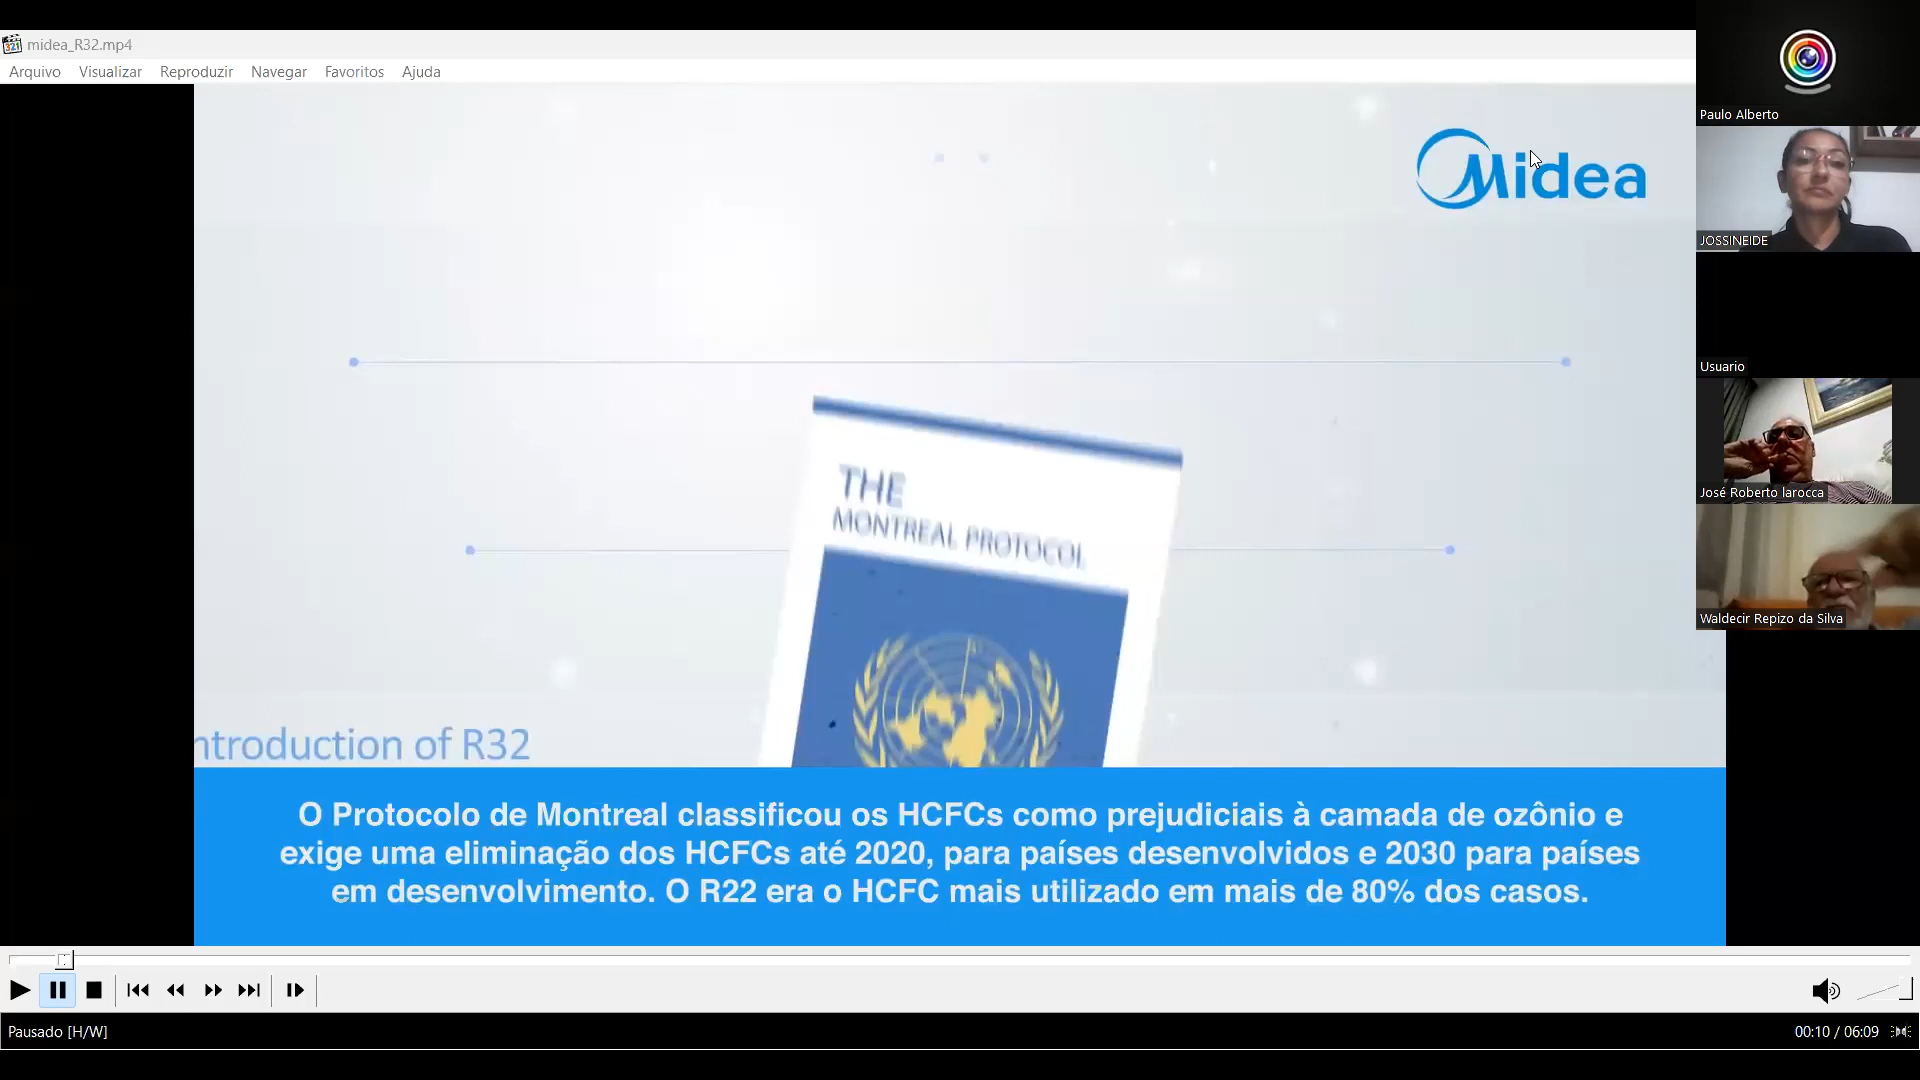 midea_R32.mp4
Arquivo Visualizar Reproduzir Navegar Favoritos Ajuda
Midea
THE
MONTREAL PROTOCOL
ntroduction of R32
O Protocolo de Montreal classificou os HCFCs como prejudiciais à camada de ozônio e
exige uma eliminação dos HCFCs até 2020, para países desenvolvidos e 2030 para países
em desenvolvimento. O R22 era o HCFC mais utilizado em mais de 80% dos casos.
Pausado [H/W]
00:10 / 06:09
Paulo Alberto
JOSSINEIDE
Usuario
José Roberto larocca
Waldecir Repizo da Silva